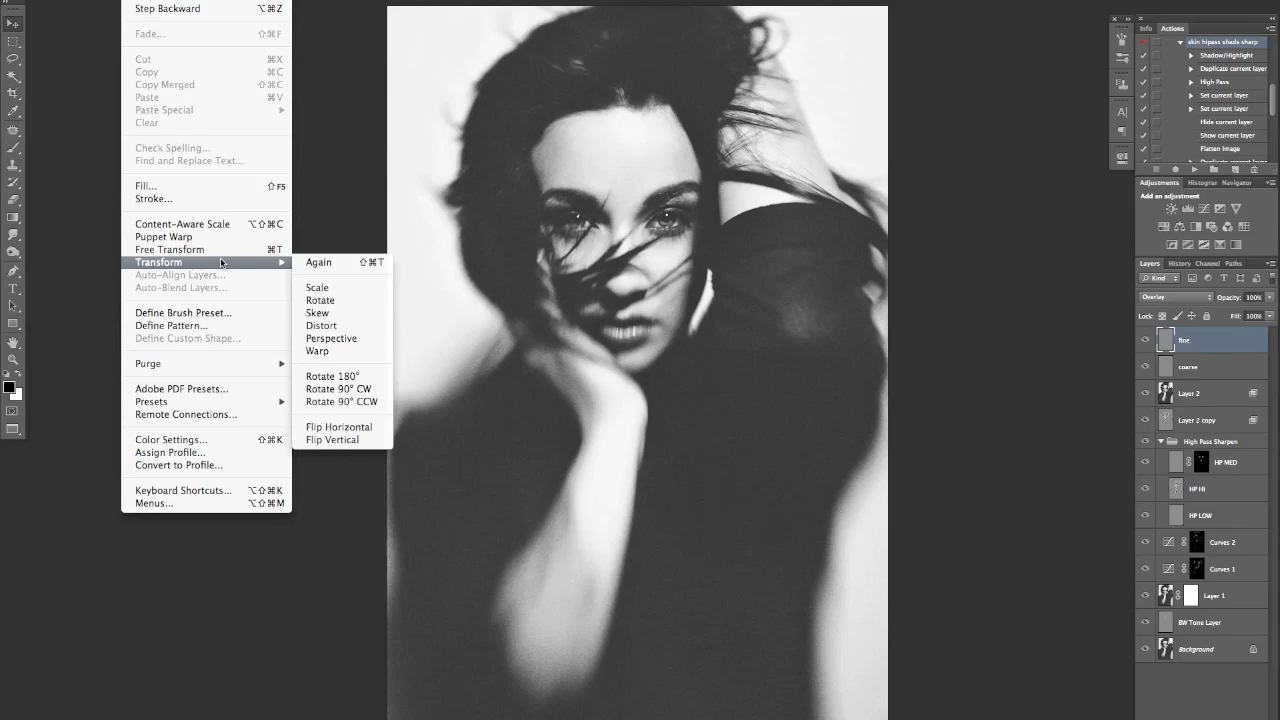 Step Backward ⌥⌘Z
Fade... ⇧⌘F
Cut ⌘X
Copy ⌘C
Copy Merged ⇧⌘C
Paste ⌘V
Paste Special
Clear
Check Spelling...
Find and Replace Text...
Fill... ⇧F5
Stroke...
Content-Aware Scale ⌥⇧⌘C
Puppet Warp
Free Transform ⌘T
Transform
Auto-Align Layers...
Auto-Blend Layers...
Define Brush Preset...
Define Pattern...
Define Custom Shape...
Purge
Adobe PDF Presets...
Presets
Remote Connections...
Color Settings... ⇧⌘K
Assign Profile...
Convert to Profile...
Keyboard Shortcuts... ⌥⇧⌘K
Menus... ⌥⇧⌘M
Again ⇧⌘T
Scale
Rotate
Skew
Distort
Perspective
Warp
Rotate 180°
Rotate 90° CW
Rotate 90° CCW
Flip Horizontal
Flip Vertical
Info Actions
skin hipass shads sharp
Shadow/Highlight
Duplicate current layer
High Pass
Set current layer
Set current layer
Hide current layer
Show current layer
Flatten Image
Duplicate current layer
Adjustments Histogram Navigator
Add an adjustment
Layers History Channels Paths
Kind
Overlay Opacity: 100%
Lock: Fill: 100%
fine
coarse
Layer 2
Layer 2 copy
High Pass Sharpen
HP MED
HP HI
HP LOW
Curves 2
Curves 1
Layer 1
BW Tone Layer
Background